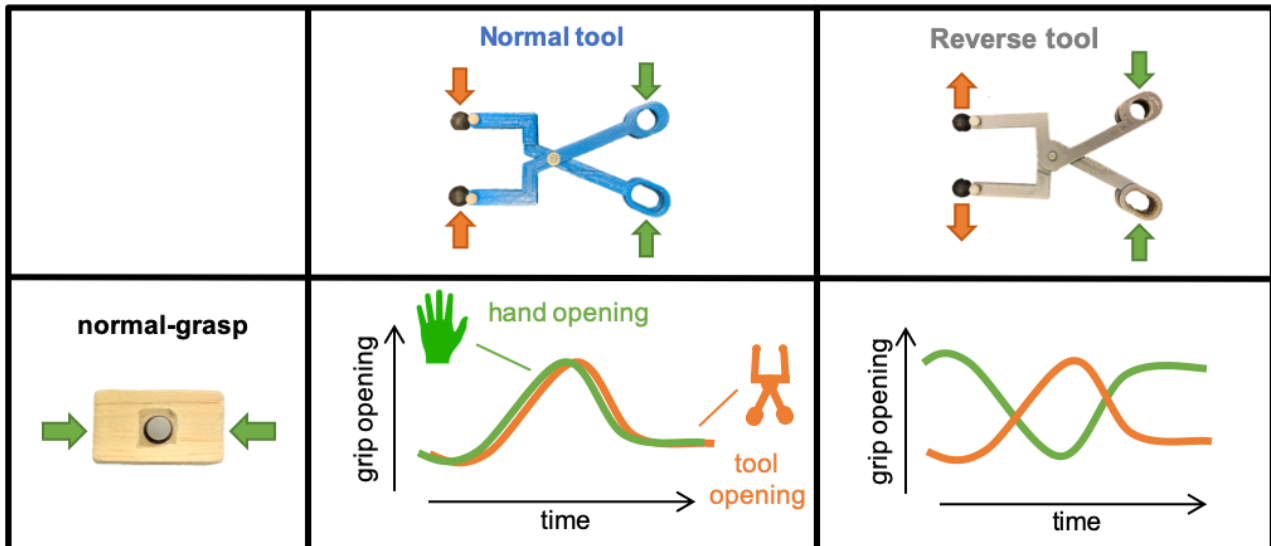 Normal tool
Reverse tool
normal-grasp
hand opening
grip opening
tool
opening
time
grip opening
time